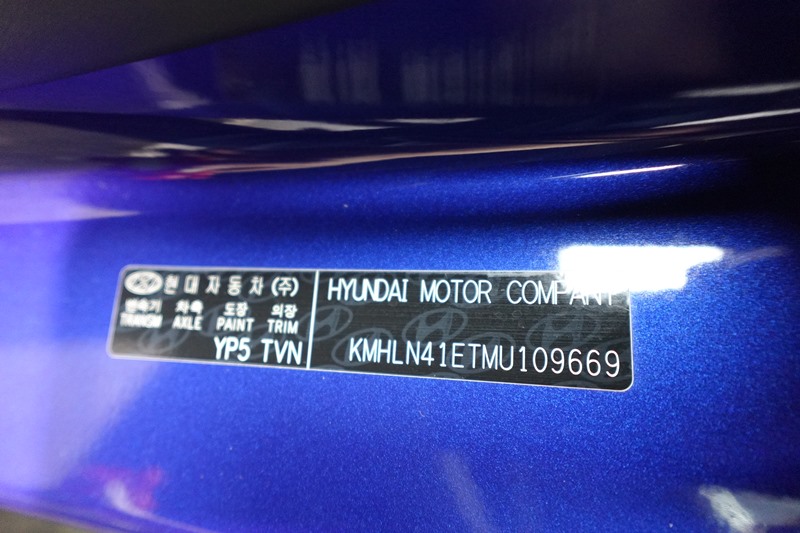 현대자동차(주)
변속기 차축 도장 의장
TRANSM AXLE PAINT TRIM
YP5 TVN
HYUNDAI MOTOR COMPANY
KMHLN41ETMU109669